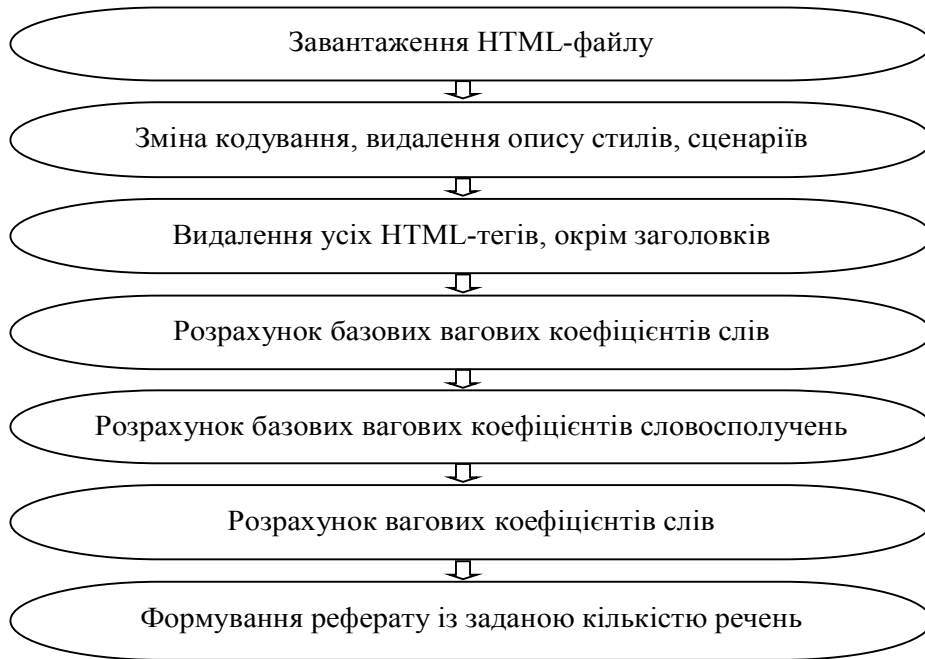 Завантаження HTML-файлу
Зміна кодування, видалення опису стилів, сценаріїв
Видалення усіх HTML-тегів, окрім заголовків
Розрахунок базових вагових коефіцієнтів слів
Розрахунок базових вагових коефіцієнтів словосполучень
Розрахунок вагових коефіцієнтів слів
Формування реферату із заданою кількістю речень